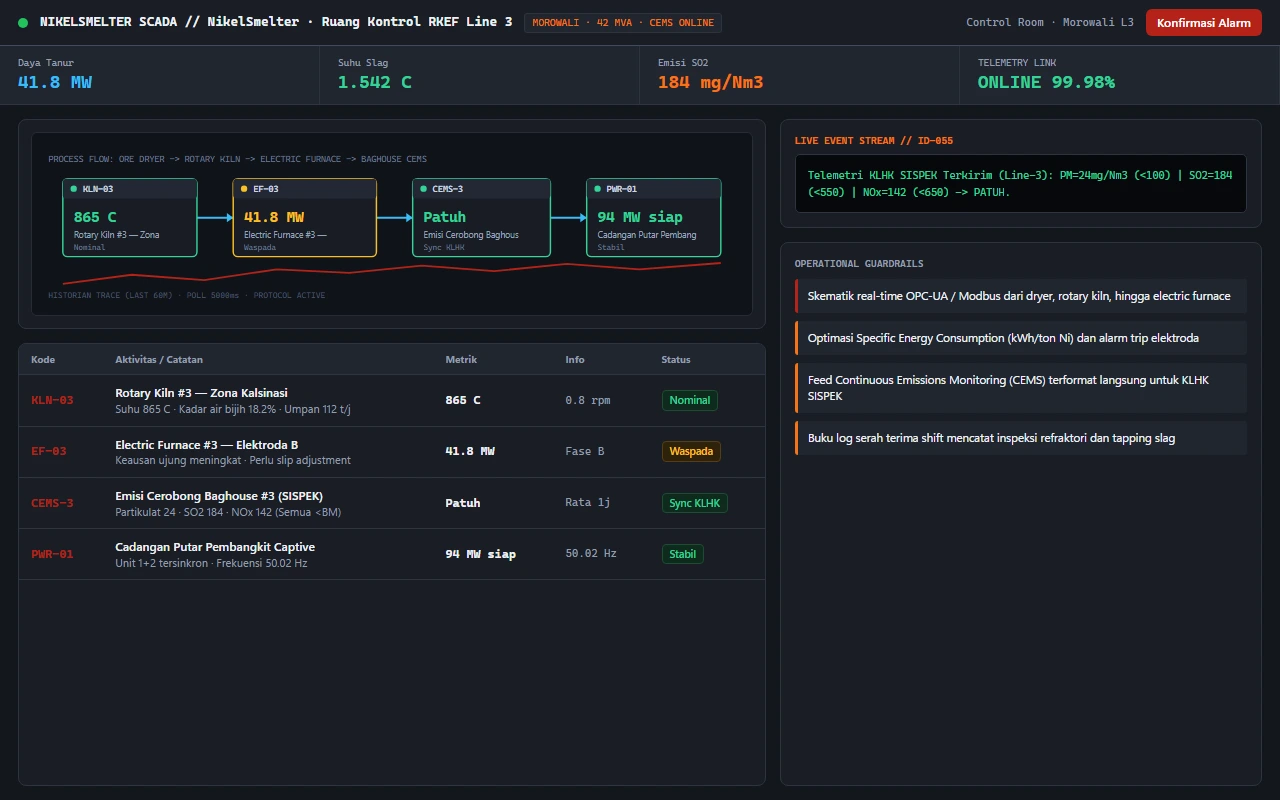 NIKELSMELTER SCADA // NikelSmelter · Ruang Kontrol RKEF Line 3
MOROWALI · 42 MVA · CEMS ONLINE
Control Room · Morowali L3
Konfirmasi Alarm
Daya Tanur
41.8 MW
Suhu Slag
1.542 C
Emisi SO2
184 mg/Nm3
TELEMETRY LINK
ONLINE 99.98%
PROCESS FLOW: ORE DRYER -> ROTARY KILN -> ELECTRIC FURNACE -> BAGHOUSE CEMS
KLN-03
865 C
Rotary Kiln #3 — Zona
Nominal
EF-03
41.8 MW
Electric Furnace #3 —
Waspada
CEMS-3
Patuh
Emisi Cerobong Baghous
Sync KLHK
PWR-01
94 MW siap
Cadangan Putar Pembang
Stabil
HISTORIAN TRACE (LAST 60M) · POLL 5000ms · PROTOCOL ACTIVE
Kode Aktivitas / Catatan Metrik Info Status
KLN-03 Rotary Kiln #3 — Zona Kalsinasi 865 C 0.8 rpm Nominal
Suhu 865 C · Kadar air bijih 18.2% · Umpan 112 t/j
EF-03 Electric Furnace #3 — Elektroda B 41.8 MW Fase B Waspada
Keausan ujung meningkat · Perlu slip adjustment
CEMS-3 Emisi Cerobong Baghouse #3 (SISPEK) Patuh Rata 1j Sync KLHK
Partikulat 24 · SO2 184 · NOx 142 (Semua <BM)
PWR-01 Cadangan Putar Pembangkit Captive 94 MW siap 50.02 Hz Stabil
Unit 1+2 tersinkron · Frekuensi 50.02 Hz
LIVE EVENT STREAM // ID-055
Telemetri KLHK SISPEK Terkirim (Line-3): PM=24mg/Nm3 (<100) | SO2=184
(<550) | NOx=142 (<650) -> PATUH.
OPERATIONAL GUARDRAILS
Skematik real-time OPC-UA / Modbus dari dryer, rotary kiln, hingga electric furnace
Optimasi Specific Energy Consumption (kWh/ton Ni) dan alarm trip elektroda
Feed Continuous Emissions Monitoring (CEMS) terformat langsung untuk KLHK
SISPEK
Buku log serah terima shift mencatat inspeksi refraktori dan tapping slag